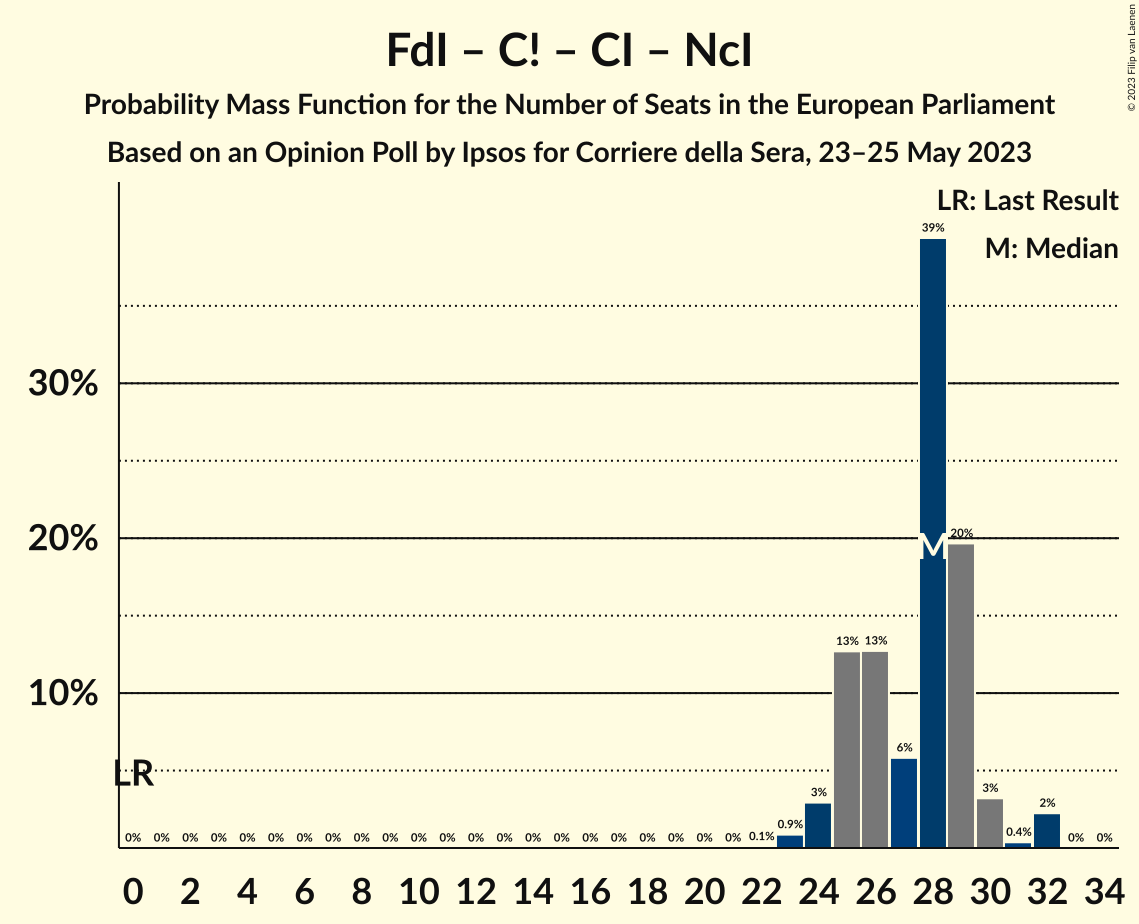 FdI – C! – CI – NcI
Probability Mass Function for the Number of Seats in the European Parliament
Based on an Opinion Poll by Ipsos for Corriere della Sera, 23–25 May 2023
© 2023 Filip van Laenen
LR: Last Result
M: Median
39%
30%
20%
M
20%
13% 13%
10%
6%
LR
3%
3%
2%
0.9%
0.4%
0% 0% 0% 0% 0% 0% 0% 0% 0% 0% 0% 0% 0% 0% 0% 0% 0% 0% 0% 0% 0% 0% 0.1% 0% 0%
0 2 4 6 8 10 12 14 16 18 20 22 24 26 28 30 32 34